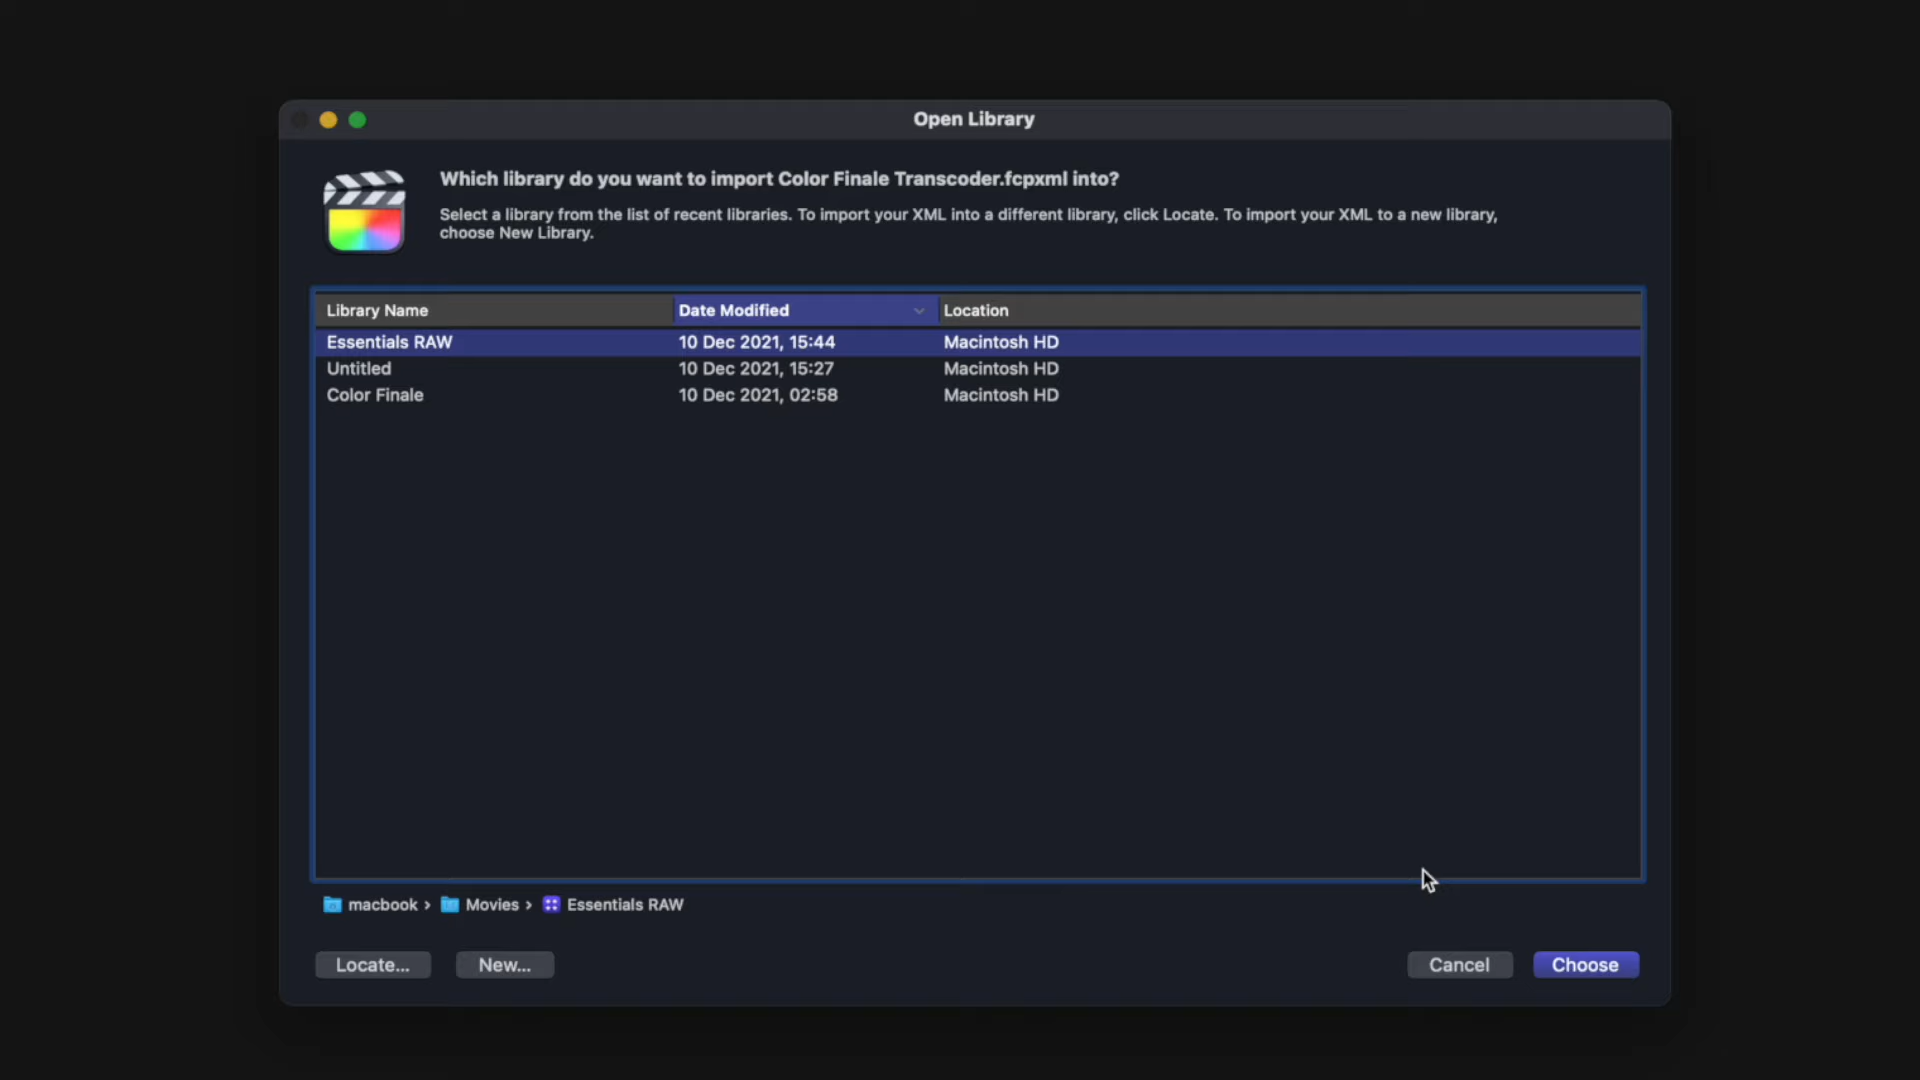 Open Library
Which library do you want to import Color Finale Transcoder.fcpxml into?
Select a library from the list of recent libraries. To import your XML into a different library, click Locate. To import your XML to a new library,
choose New Library.
Library Name Date Modified Location
Essentials RAW 10 Dec 2021, 15:44 Macintosh HD
Untitled 10 Dec 2021, 15:27 Macintosh HD
Color Finale 10 Dec 2021, 02:58 Macintosh HD
macbook › Movies › Essentials RAW
Locate... New... Cancel Choose